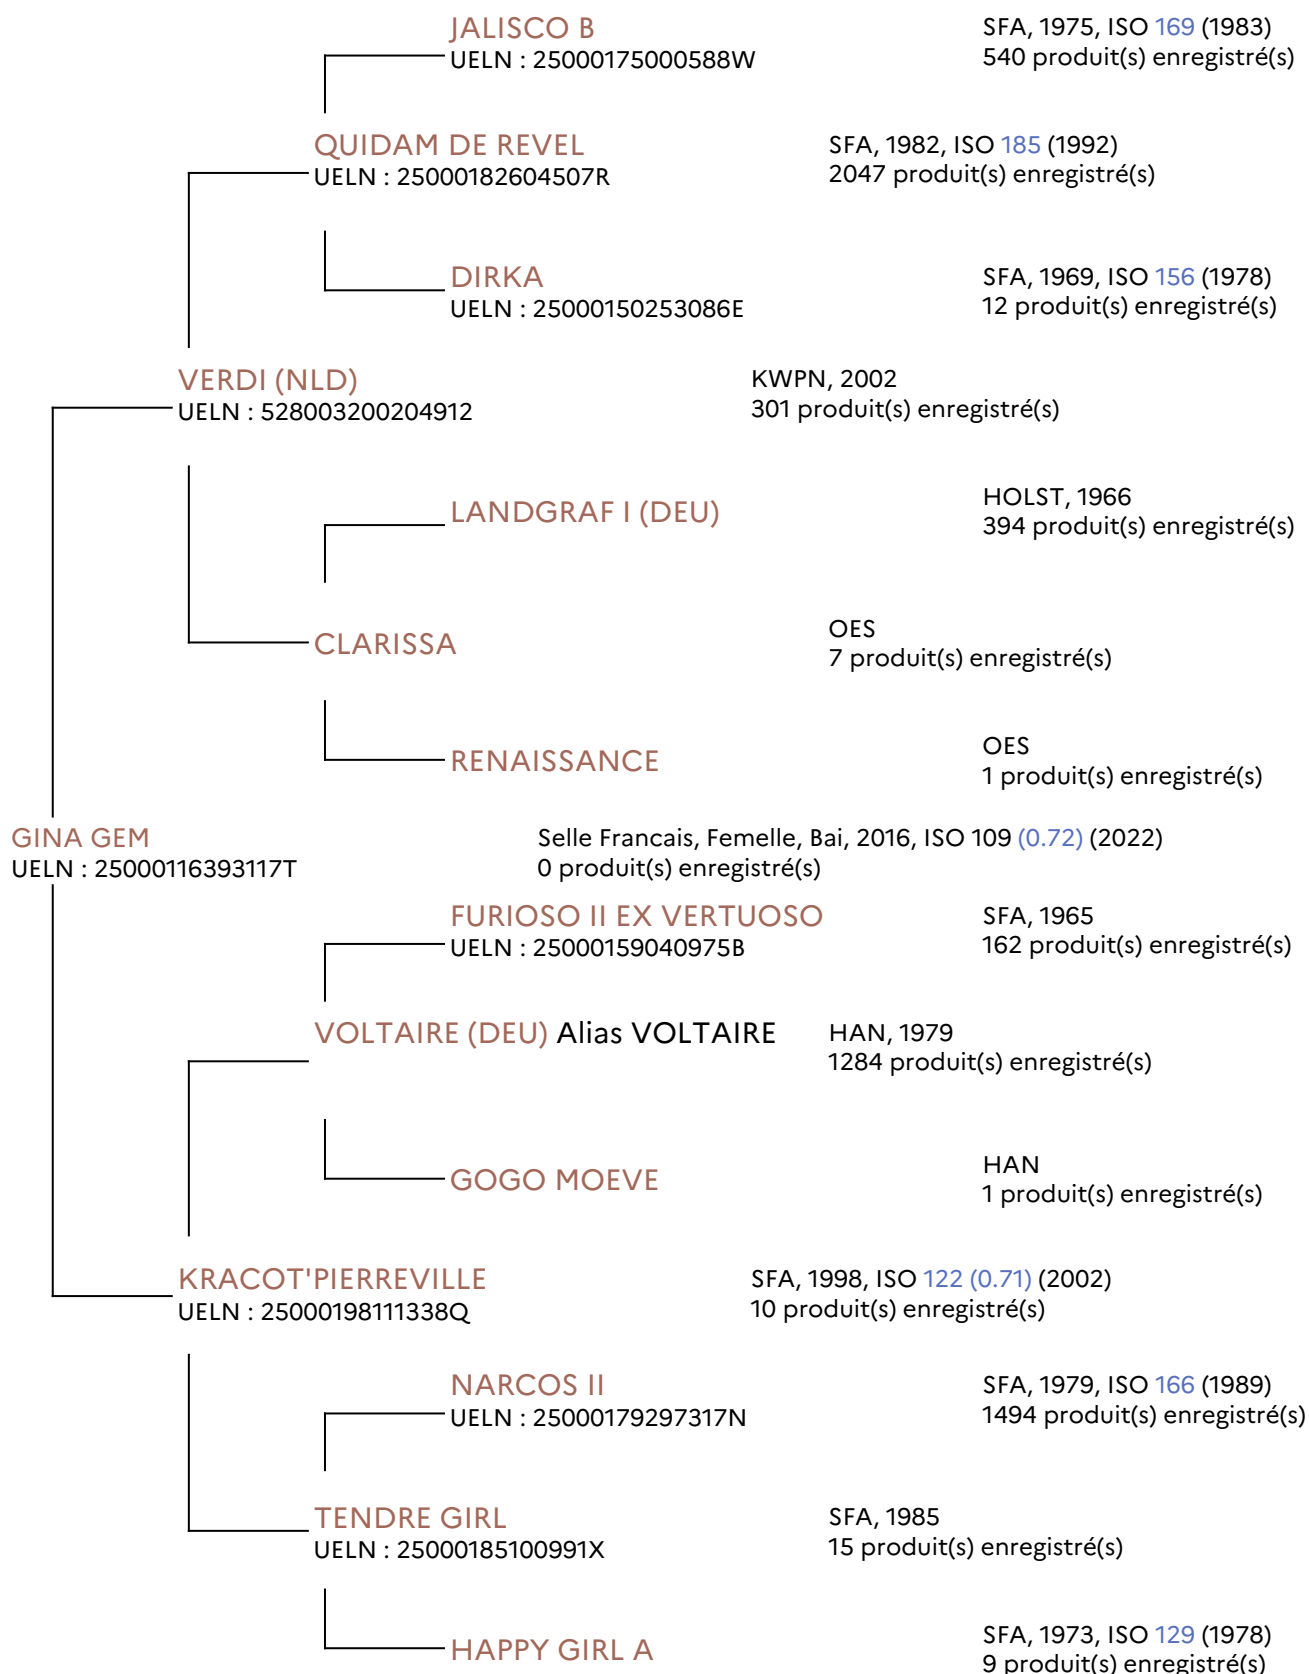 JALISCO B
UELN : 25000175000588W
SFA, 1975, ISO 169 (1983)
540 produit(s) enregistré(s)
QUIDAM DE REVEL
UELN : 25000182604507R
SFA, 1982, ISO 185 (1992)
2047 produit(s) enregistré(s)
DIRKA
UELN : 25000150253086E
SFA, 1969, ISO 156 (1978)
12 produit(s) enregistré(s)
VERDI (NLD)
UELN : 528003200204912
KWPN, 2002
301 produit(s) enregistré(s)
LANDGRAF I (DEU)
HOLST, 1966
394 produit(s) enregistré(s)
CLARISSA
OES
7 produit(s) enregistré(s)
RENAISSANCE
OES
1 produit(s) enregistré(s)
GINA GEM
UELN : 25000116393117T
Selle Francais, Femelle, Bai, 2016, ISO 109 (0.72) (2022)
0 produit(s) enregistré(s)
FURIOSO II EX VERTUOSO
UELN : 25000159040975B
SFA, 1965
162 produit(s) enregistré(s)
VOLTAIRE (DEU) Alias VOLTAIRE
HAN, 1979
1284 produit(s) enregistré(s)
GOGO MOEVE
HAN
1 produit(s) enregistré(s)
KRACOT'PIERREVILLE
UELN : 25000198111338Q
SFA, 1998, ISO 122 (0.71) (2002)
10 produit(s) enregistré(s)
NARCOS II
UELN : 25000179297317N
SFA, 1979, ISO 166 (1989)
1494 produit(s) enregistré(s)
TENDRE GIRL
UELN : 25000185100991X
SFA, 1985
15 produit(s) enregistré(s)
HAPPY GIRL A
SFA, 1973, ISO 129 (1978)
9 produit(s) enregistré(s)